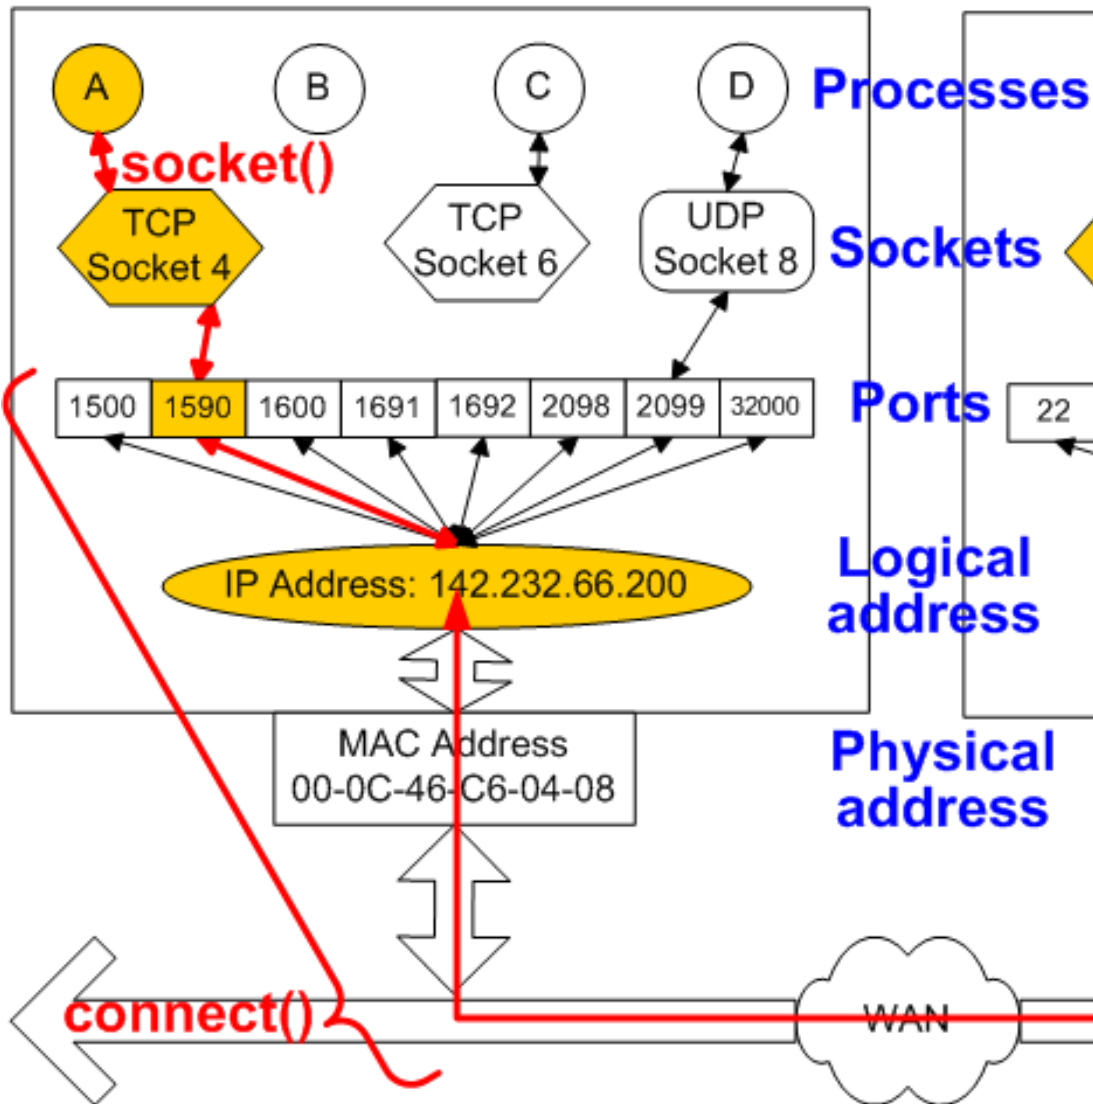 A
B
C
D
Processes
socket()
TCP
Socket 4
TCP
Socket 6
UDP
Socket 8
Sockets
1500
1590
1600
1691
1692
2098
2099
32000
Ports
22
IP Address: 142.232.66.200
Logical
address
MAC Address
00-0C-46-C6-04-08
Physical
address
connect()
WAN